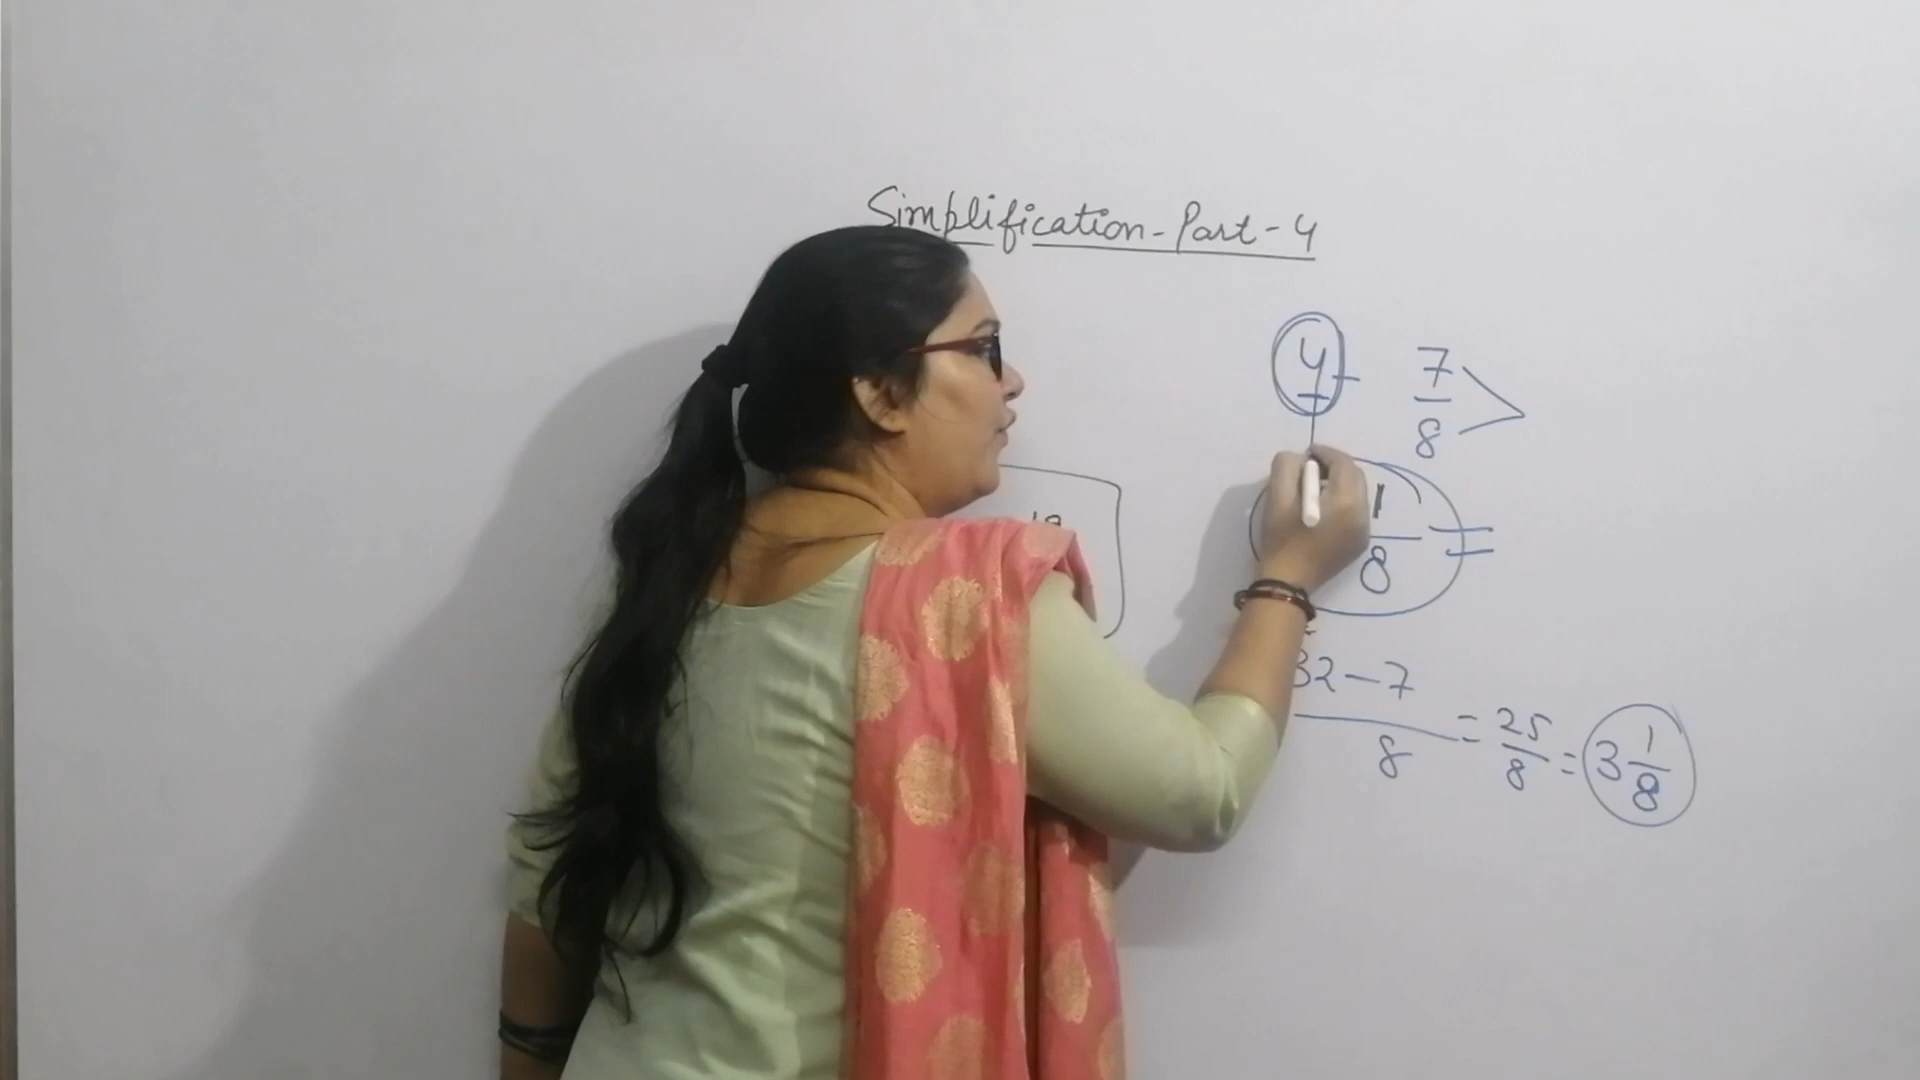 Simplification - Part - 4
4 - 7/8
1/8 =
32 - 7 / 8 = 25/8 = 3 1/8